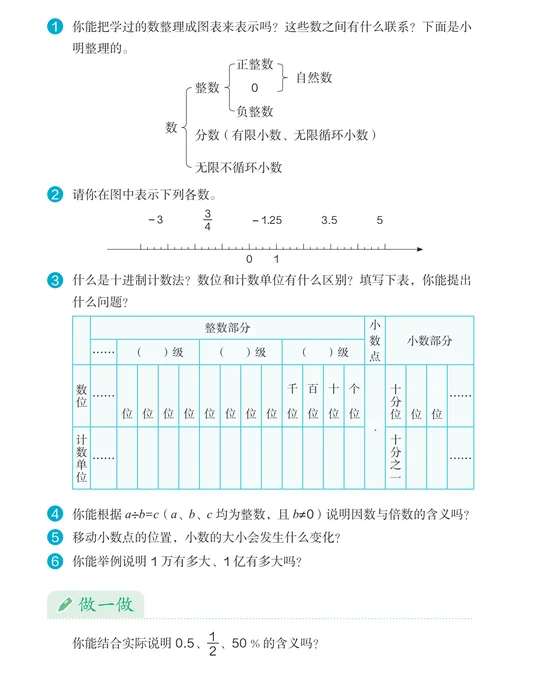 1 你能把学过的数整理成图表来表示吗？这些数之间有什么联系？下面是小
明整理的。
正整数
整数 0 自然数
负整数
数
分数（有限小数、无限循环小数）
无限不循环小数
2 请你在图中表示下列各数。
－3 3/4 －1.25 3.5 5
0 1
3 什么是十进制计数法？数位和计数单位有什么区别？填写下表，你能提出
什么问题？
整数部分 小数点 小数部分
…… （ ）级 （ ）级 （ ）级
数位 …… 位 位 位 位 位 位 位 位 千位 百位 十位 个位 · 十分位 位 位 ……
计数单位 …… 十分之一 ……
4 你能根据 a÷b=c（a、b、c 均为整数，且 b≠0）说明因数与倍数的含义吗？
5 移动小数点的位置，小数的大小会发生什么变化？
6 你能举例说明 1 万有多大、1 亿有多大吗？
做一做
你能结合实际说明 0.5、1/2、50 % 的含义吗？